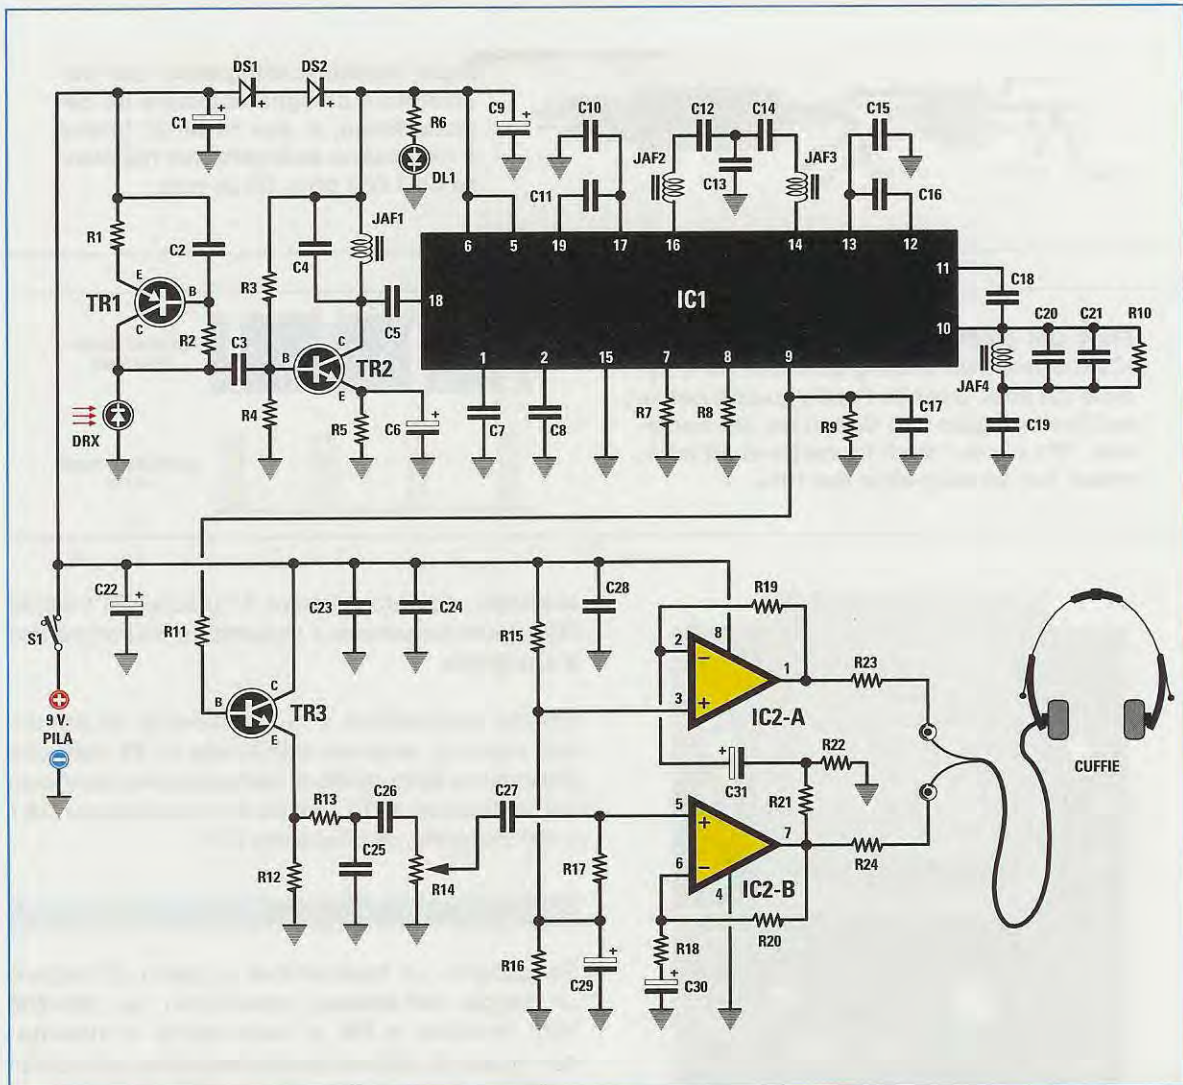 DS1
DS2
C1
R6
C9
C10
C12
C14
C15
DL1
JAF2
JAF3
C11
C13
C16
R1
C2
R3
C4
JAF1
6
5
19
17
16
14
13
12
E
B
TR1
C
R2
C5
18
IC1
11
C18
10
C20
C21
R10
C3
B
C
TR2
E
1
2
15
7
8
9
JAF4
DRX
R4
R5
C6
C7
C8
R7
R8
R9
C17
C19
C22
R11
C23
C24
R15
C28
R19
S1
2
8
1
R23
3
IC2-A
9 V.
PILA
B
C
TR3
E
C31
R22
CUFFIE
R13
C26
C27
R21
5
7
R24
6
IC2-B
R12
C25
R14
R17
4
R20
R16
C29
R18
C30